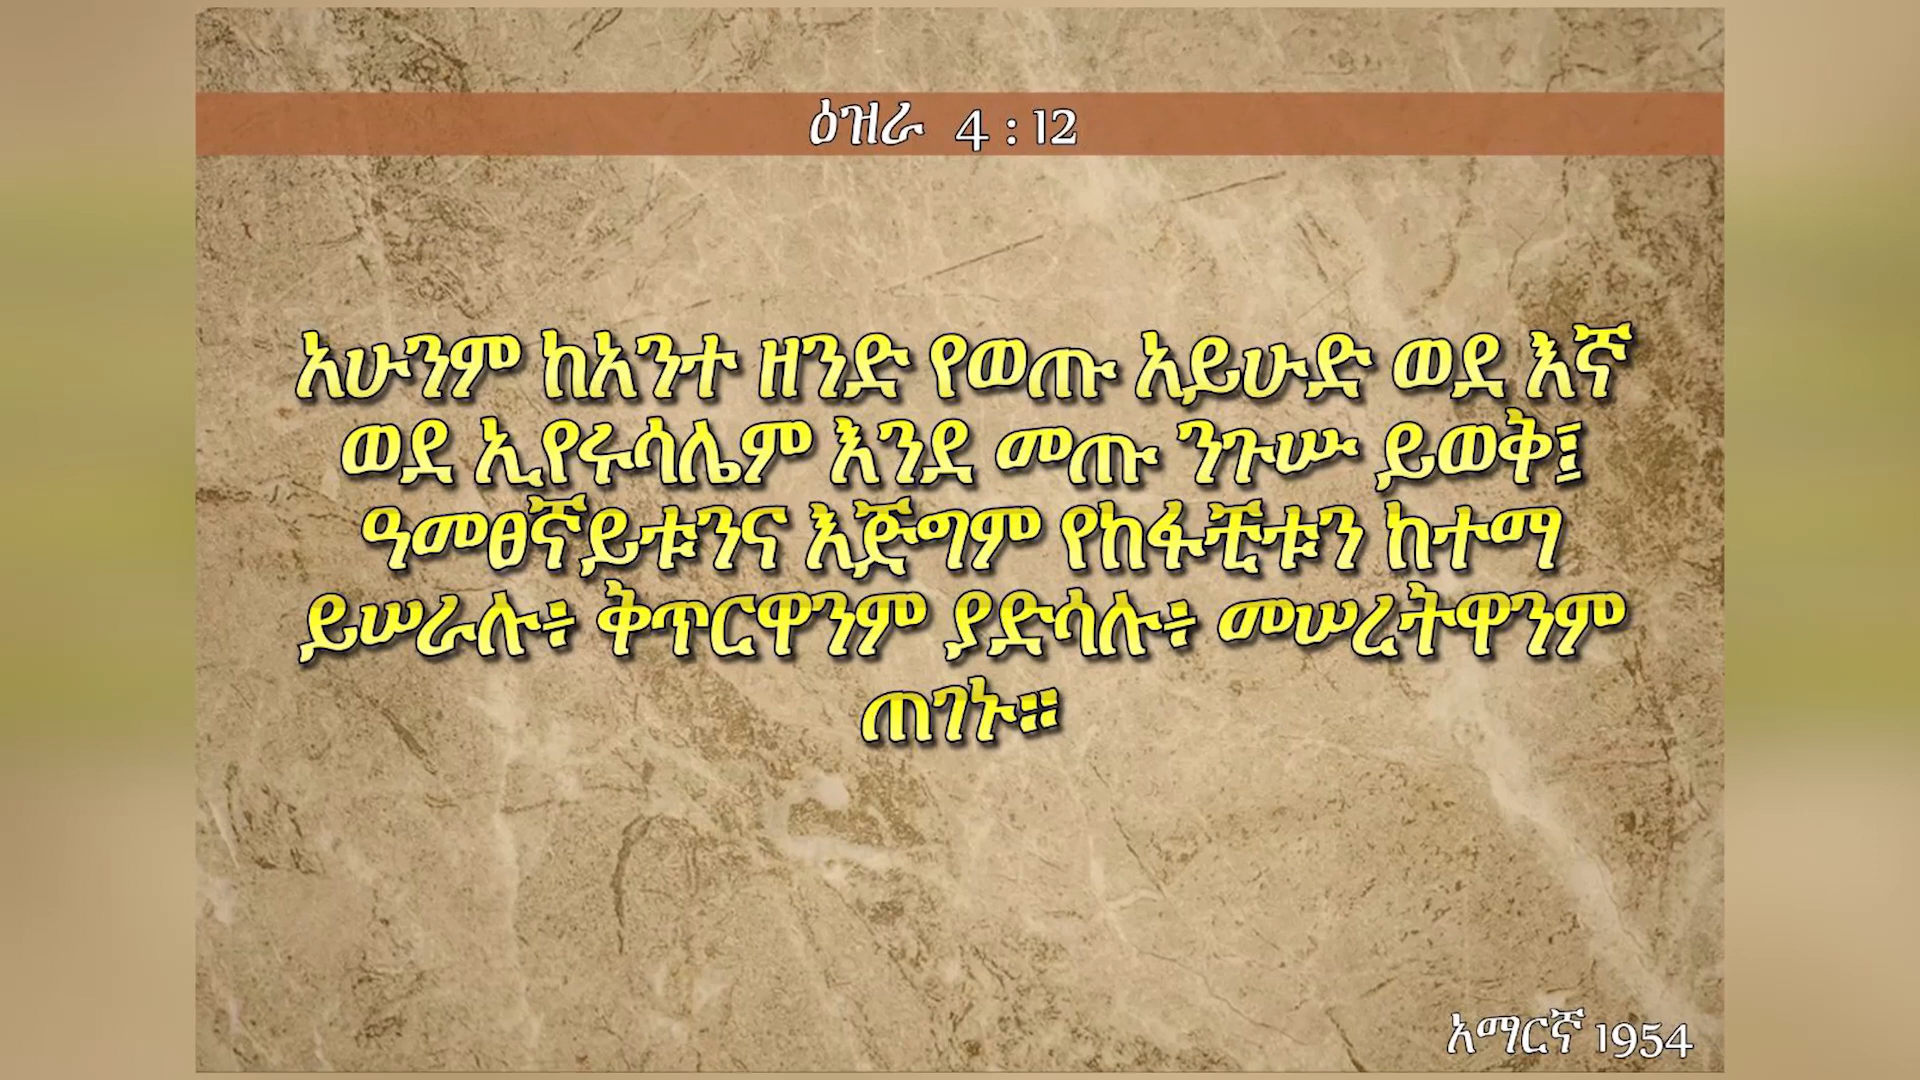 ዕዝራ 4 : 12
አሁንም ከአንተ ዘንድ የወጡ አይሁድ ወደ እኛ
ወደ ኢየሩሳሌም እንደ መጡ ንጉሡ ይወቅ፤
ዓመፀኛይቱንና እጅግም የከፋቺቱን ከተማ
ይሠራሉ፥ ቅጥርዋንም ያድሳሉ፥ መሠረትዋንም
ጠገኑ።
አማርኛ 1954